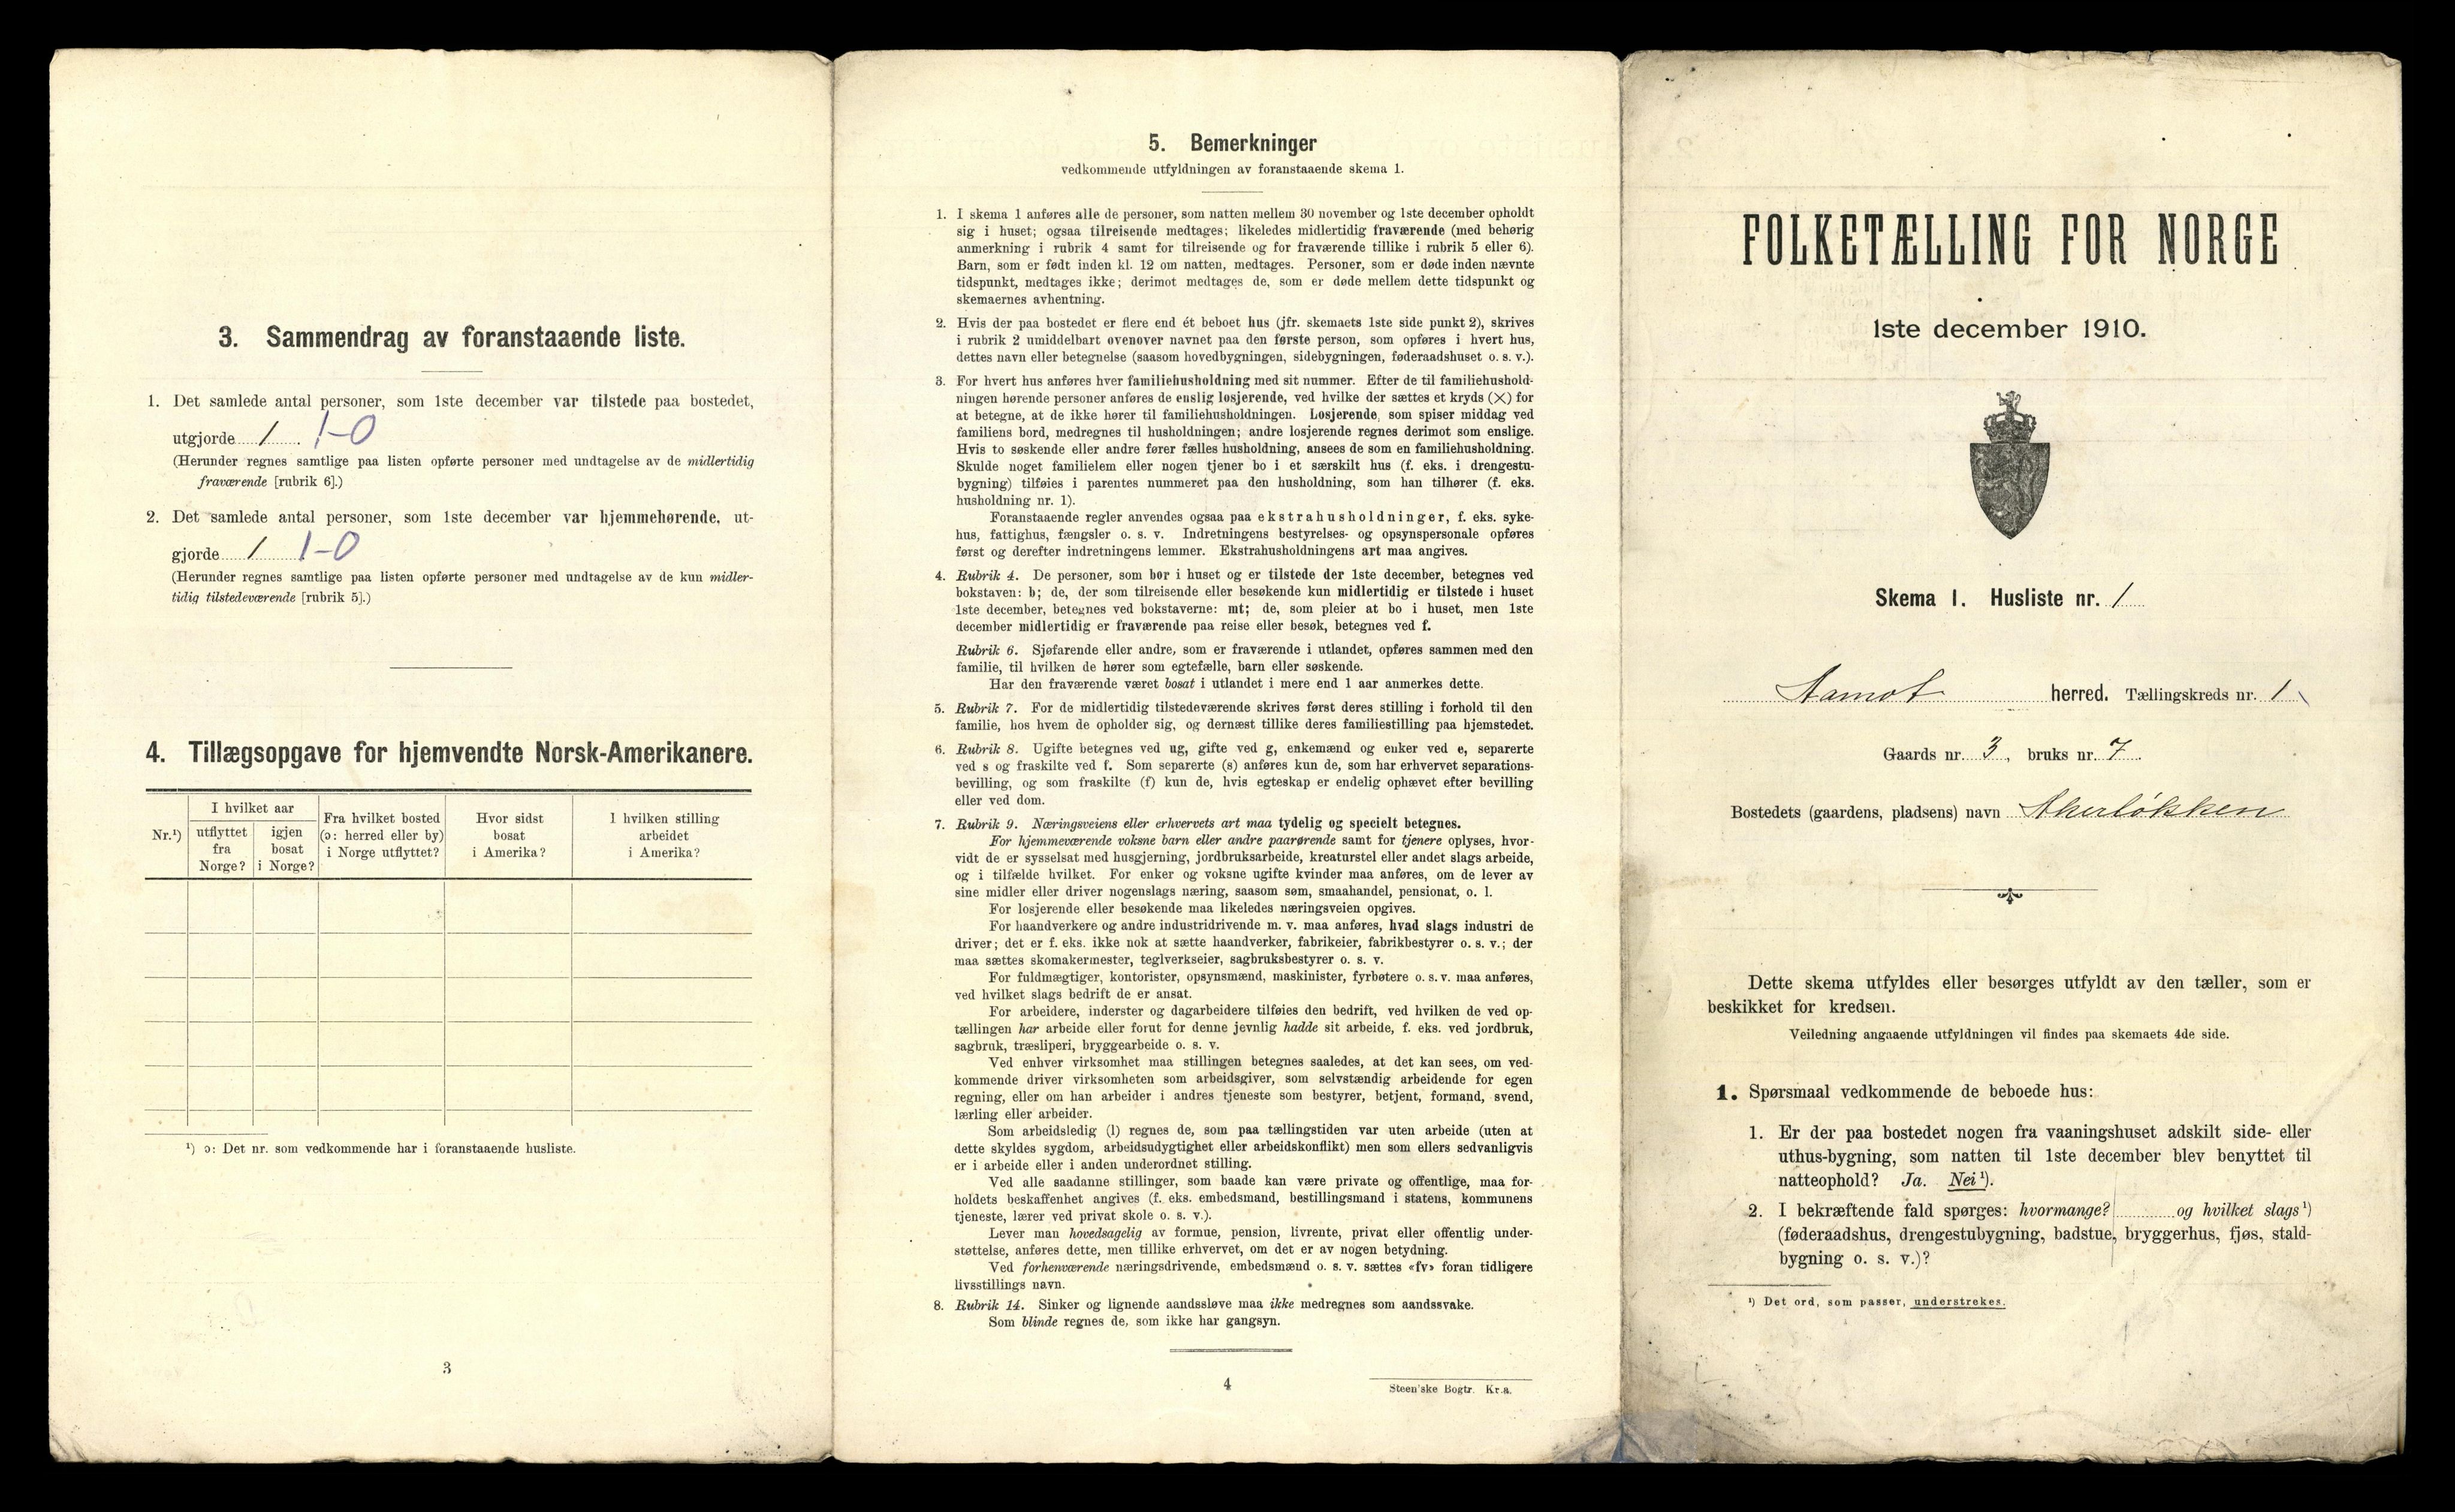 3. Sammendrag av foranstaaende liste.
1. Det samlede antal personer, som 1ste december var tilstede paa bostedet,
utgjorde 1 . 1-0
(Herunder regnes samtlige paa listen opførte personer med undtagelse av de midlertidig
fraværende [rubrik 6].)
2. Det samlede antal personer, som 1ste december var hjemmehørende, ut-
gjorde 1 1-0
(Herunder regnes samtlige paa listen opførte personer med undtagelse av de kun midler-
tidig tilstedeværende [rubrik 5].)
4. Tillægsopgave for hjemvendte Norsk-Amerikanere.
Nr.¹)
I hvilket aar
utflyttet
fra
Norge?
igjen
bosat
i Norge?
Fra hvilket bosted
(ɔ: herred eller by)
i Norge utflyttet?
Hvor sidst
bosat
i Amerika?
I hvilken stilling
arbeidet
i Amerika?
¹) ɔ: Det nr. som vedkommende har i foranstaaende husliste.
3
5. Bemerkninger
vedkommende utfyldningen av foranstaaende skema 1.
1. I skema 1 anføres alle de personer, som natten mellem 30 november og 1ste december opholdt
sig i huset; ogsaa tilreisende medtages; likeledes midlertidig fraværende (med behørig
anmerkning i rubrik 4 samt for tilreisende og for fraværende tillike i rubrik 5 eller 6).
Barn, som er født inden kl. 12 om natten, medtages. Personer, som er døde inden nævnte
tidspunkt, medtages ikke; derimot medtages de, som er døde mellem dette tidspunkt og
skemaernes avhentning.
2. Hvis der paa bostedet er flere end ét beboet hus (jfr. skemaets 1ste side punkt 2), skrives
i rubrik 2 umiddelbart ovenover navnet paa den første person, som opføres i hvert hus,
dettes navn eller betegnelse (saasom hovedbygningen, sidebygningen, føderaadshuset o. s. v.).
3. For hvert hus anføres hver familiehusholdning med sit nummer. Efter de til familiehushold-
ningen hørende personer anføres de enslig losjerende, ved hvilke der sættes et kryds (×) for
at betegne, at de ikke hører til familiehusholdningen. Losjerende, som spiser middag ved
familiens bord, medregnes til husholdningen; andre losjerende regnes derimot som enslige.
Hvis to søskende eller andre fører fælles husholdning, ansees de som en familiehusholdning.
Skulde noget familielem eller nogen tjener bo i et særskilt hus (f. eks. i drengestu-
bygning) tilføies i parentes nummeret paa den husholdning, som han tilhører (f. eks.
husholdning nr. 1).
Foranstaaende regler anvendes ogsaa paa ekstrahusholdninger, f. eks. syke-
hus, fattighus, fængsler o. s. v. Indretningens bestyrelses- og opsynspersonale opføres
først og derefter indretningens lemmer. Ekstrahusholdningens art maa angives.
4. Rubrik 4. De personer, som bor i huset og er tilstede der 1ste december, betegnes ved
bokstaven: b; de, der som tilreisende eller besøkende kun midlertidig er tilstede i huset
1ste december, betegnes ved bokstaverne: mt; de, som pleier at bo i huset, men 1ste
december midlertidig er fraværende paa reise eller besøk, betegnes ved f.
Rubrik 6. Sjøfarende eller andre, som er fraværende i utlandet, opføres sammen med den
familie, til hvilken de hører som egtefælle, barn eller søskende.
Har den fraværende været bosat i utlandet i mere end 1 aar anmerkes dette.
5. Rubrik 7. For de midlertidig tilstedeværende skrives først deres stilling i forhold til den
familie, hos hvem de opholder sig, og dernæst tillike deres familiestilling paa hjemstedet.
6. Rubrik 8. Ugifte betegnes ved ug, gifte ved g, enkemænd og enker ved e, separerte
ved s og fraskilte ved f. Som separerte (s) anføres kun de, som har erhvervet separations-
bevilling, og som fraskilte (f) kun de, hvis egteskap er endelig ophævet efter bevilling
eller ved dom.
7. Rubrik 9. Næringsveiens eller erhvervets art maa tydelig og specielt betegnes.
For hjemmeværende voksne barn eller andre paarørende samt for tjenere oplyses, hvor-
vidt de er sysselsat med husgjerning, jordbruksarbeide, kreaturstel eller andet slags arbeide,
og i tilfælde hvilket. For enker og voksne ugifte kvinder maa anføres, om de lever av
sine midler eller driver nogenslags næring, saasom søm, smaahandel, pensionat, o. l.
For losjerende eller besøkende maa likeledes næringsveien opgives.
For haandverkere og andre industridrivende m. v. maa anføres, hvad slags industri de
driver; det er f. eks. ikke nok at sætte haandverker, fabrikeier, fabrikbestyrer o. s. v.; der
maa sættes skomakermester, teglverkseier, sagbruksbestyrer o. s. v.
For fuldmægtiger, kontorister, opsynsmænd, maskinister, fyrbøtere o. s. v. maa anføres,
ved hvilket slags bedrift de er ansat.
For arbeidere, inderster og dagarbeidere tilføies den bedrift, ved hvilken de ved op-
tællingen har arbeide eller forut for denne jevnlig hadde sit arbeide, f. eks. ved jordbruk,
sagbruk, træsliperi, bryggearbeide o. s. v.
Ved enhver virksomhet maa stillingen betegnes saaledes, at det kan sees, om ved-
kommende driver virksomheten som arbeidsgiver, som selvstændig arbeidende for egen
regning, eller om han arbeider i andres tjeneste som bestyrer, betjent, formand, svend,
lærling eller arbeider.
Som arbeidsledig (l) regnes de, som paa tællingstiden var uten arbeide (uten at
dette skyldes sygdom, arbeidsudygtighet eller arbeidskonflikt) men som ellers sedvanligvis
er i arbeide eller i anden underordnet stilling.
Ved alle saadanne stillinger, som baade kan være private og offentlige, maa for-
holdets beskaffenhet angives (f. eks. embedsmand, bestillingsmand i statens, kommunens
tjeneste, lærer ved privat skole o. s. v.).
Lever man hovedsagelig av formue, pension, livrente, privat eller offentlig under-
støttelse, anføres dette, men tillike erhvervet, om det er av nogen betydning.
Ved forhenværende næringsdrivende, embedsmænd o. s. v. sættes «fv» foran tidligere
livsstillings navn.
8. Rubrik 14. Sinker og lignende aandssløve maa ikke medregnes som aandssvake.
Som blinde regnes de, som ikke har gangsyn.
4
Steen'ske Bogtr. Kr.a.
FOLKETÆLLING FOR NORGE
1ste december 1910.
Skema 1. Husliste nr. 1
Aamot herred. Tællingskreds nr. 1
Gaards nr. 3, bruks nr. 7.
Bostedets (gaardens, pladsens) navn Akerløkken
Dette skema utfyldes eller besørges utfyldt av den tæller, som er
beskikket for kredsen.
Veiledning angaaende utfyldningen vil findes paa skemaets 4de side.
1. Spørsmaal vedkommende de beboede hus:
1. Er der paa bostedet nogen fra vaaningshuset adskilt side- eller
uthus-bygning, som natten til 1ste december blev benyttet til
natteophold? Ja. Nei¹).
2. I bekræftende fald spørges: hvormange? og hvilket slags¹)
(føderaadshus, drengestubygning, badstue, bryggerhus, fjøs, stald-
bygning o. s. v.)?
¹) Det ord, som passer, understrekes.